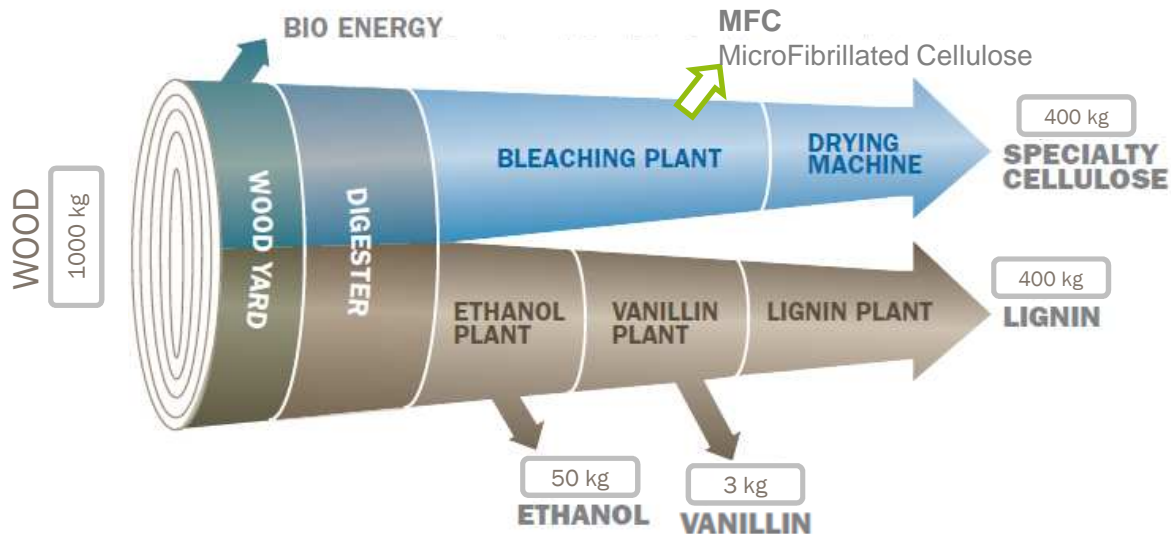 BIO ENERGY
MFC
MicroFibrillated Cellulose
WOOD
1000 kg
WOOD YARD
DIGESTER
BLEACHING PLANT
DRYING
MACHINE
400 kg
SPECIALTY
CELLULOSE
ETHANOL
PLANT
VANILLIN
PLANT
LIGNIN PLANT
400 kg
LIGNIN
50 kg
ETHANOL
3 kg
VANILLIN